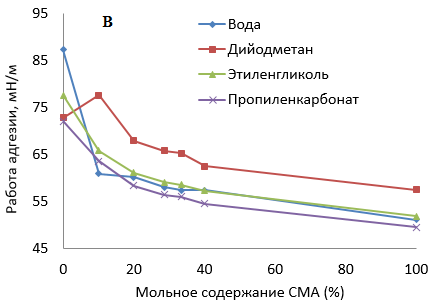 95
85
75
65
55
45
Работа адгезии, мН/м
В
Вода
Дийодметан
Этиленгликоль
Пропиленкарбонат
0 20 40 60 80 100
Мольное содержание СМА (%)